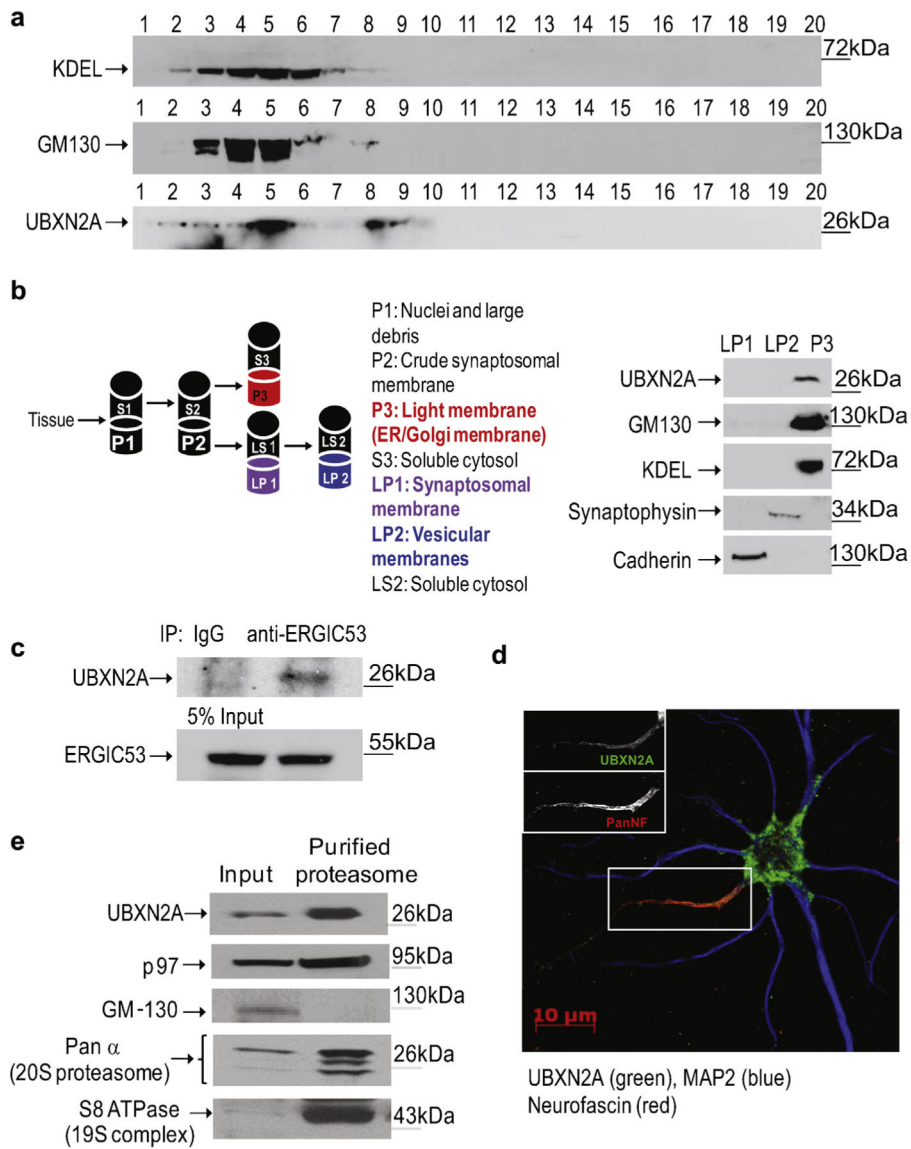 a
1 2 3 4 5 6 7 8 9 10 11 12 13 14 15 16 17 18 19 20
KDEL
72kDa
1 2 3 4 5 6 7 8 9 10 11 12 13 14 15 16 17 18 19 20
GM130
130kDa
1 2 3 4 5 6 7 8 9 10 11 12 13 14 15 16 17 18 19 20
UBXN2A
26kDa
b
Tissue
S1
P1
S2
P2
S3
P3
LS1
LP 1
LS 2
LP 2
P1: Nuclei and large
debris
P2: Crude synaptosomal
membrane
P3: Light membrane
(ER/Golgi membrane)
S3: Soluble cytosol
LP1: Synaptosomal
membrane
LP2: Vesicular
membranes
LS2: Soluble cytosol
LP1 LP2 P3
UBXN2A
26kDa
GM130
130kDa
KDEL
72kDa
Synaptophysin
34kDa
Cadherin
130kDa
c
IP: IgG anti-ERGIC53
UBXN2A
26kDa
5% Input
ERGIC53
55kDa
d
UBXN2A
PanNF
10 µm
UBXN2A (green), MAP2 (blue)
Neurofascin (red)
e
Input
Purified
proteasome
UBXN2A
26kDa
p97
95kDa
GM-130
130kDa
Pan α
(20S proteasome)
26kDa
S8 ATPase
(19S complex)
43kDa